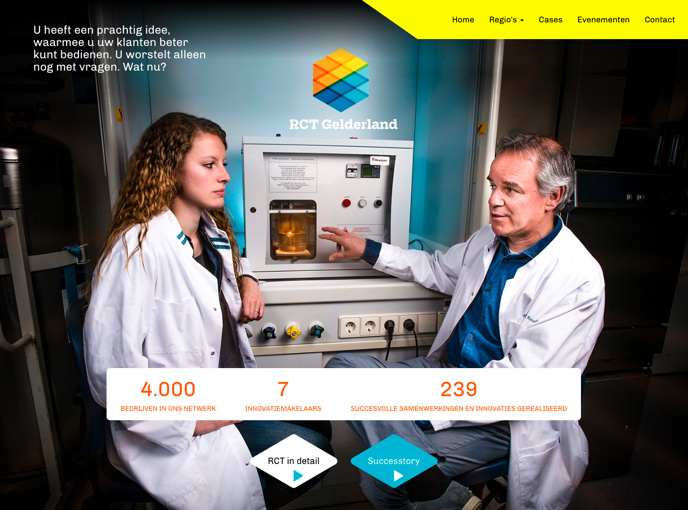 Home
Regio's
Cases
Evenementen
Contact
U heeft een prachtig idee,
waarmee u uw klanten beter
kunt bedienen. U worstelt alleen
nog met vragen. Wat nu?
RCT Gelderland
4.000
BEDRIJVEN IN ONS NETWERK
7
INNOVATIEMAKELAARS
239
SUCCESVOLLE SAMENWERKINGEN EN INNOVATIES GEREALISEERD
RCT in detail
Successtory